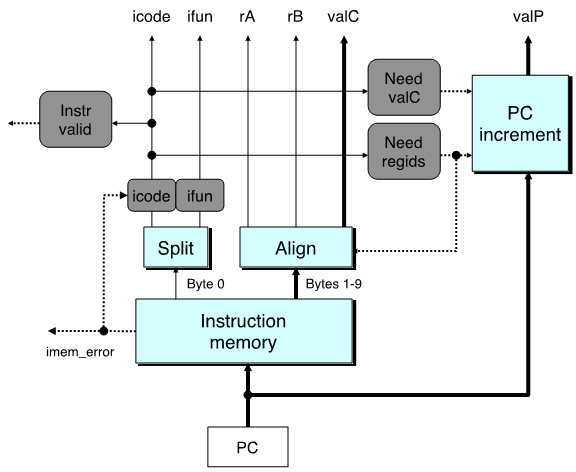 icode ifun rA rB valC valP
Need
valC
Instr
valid
PC
increment
Need
regids
icode ifun
Split
Align
Byte 0
Bytes 1-9
Instruction
memory
imem_error
PC